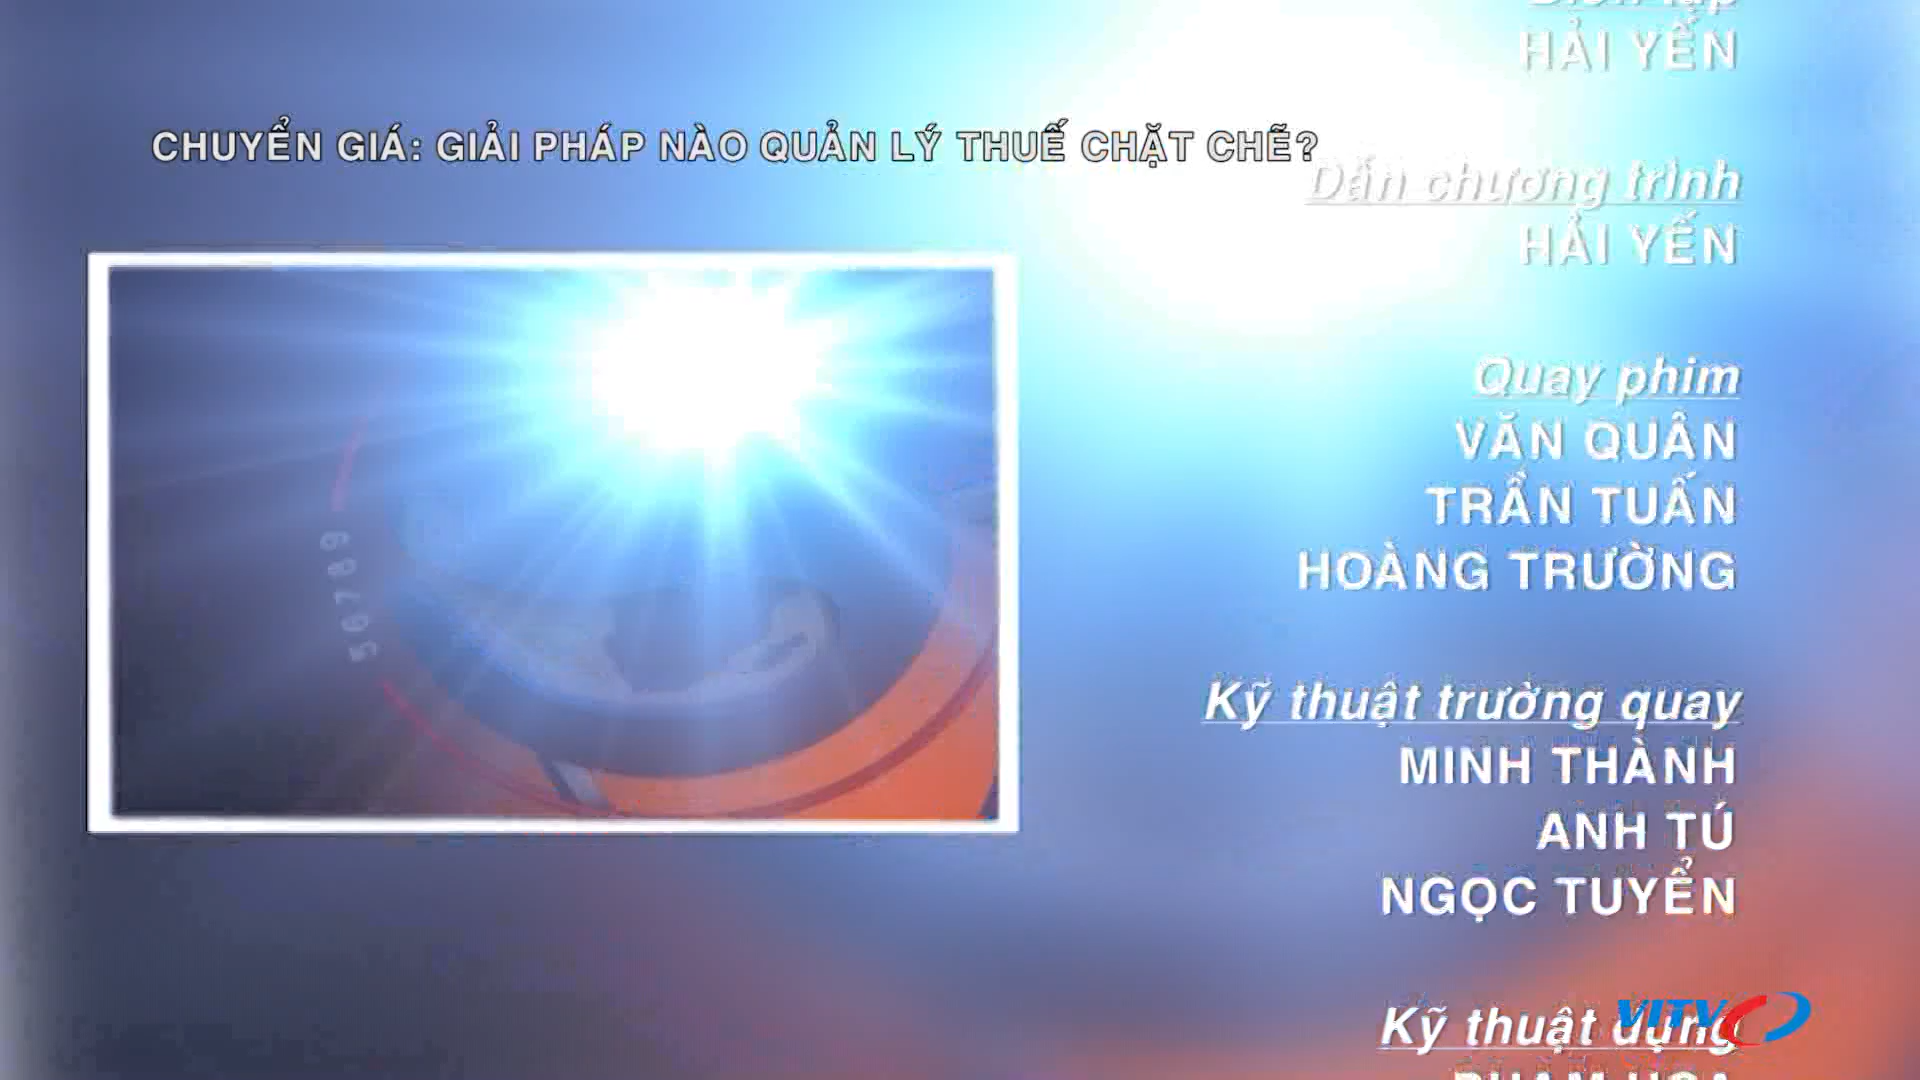 HẢI YẾN
CHUYỂN GIÁ: GIẢI PHÁP NÀO QUẢN LÝ THUẾ CHẶT CHẼ?
Dẫn chương trình
HẢI YẾN
Quay phim
VĂN QUÂN
TRẦN TUẤN
HOÀNG TRƯỜNG
56789
Kỹ thuật trường quay
MINH THÀNH
ANH TÚ
NGỌC TUYỂN
Kỹ thuật dựng
VITV